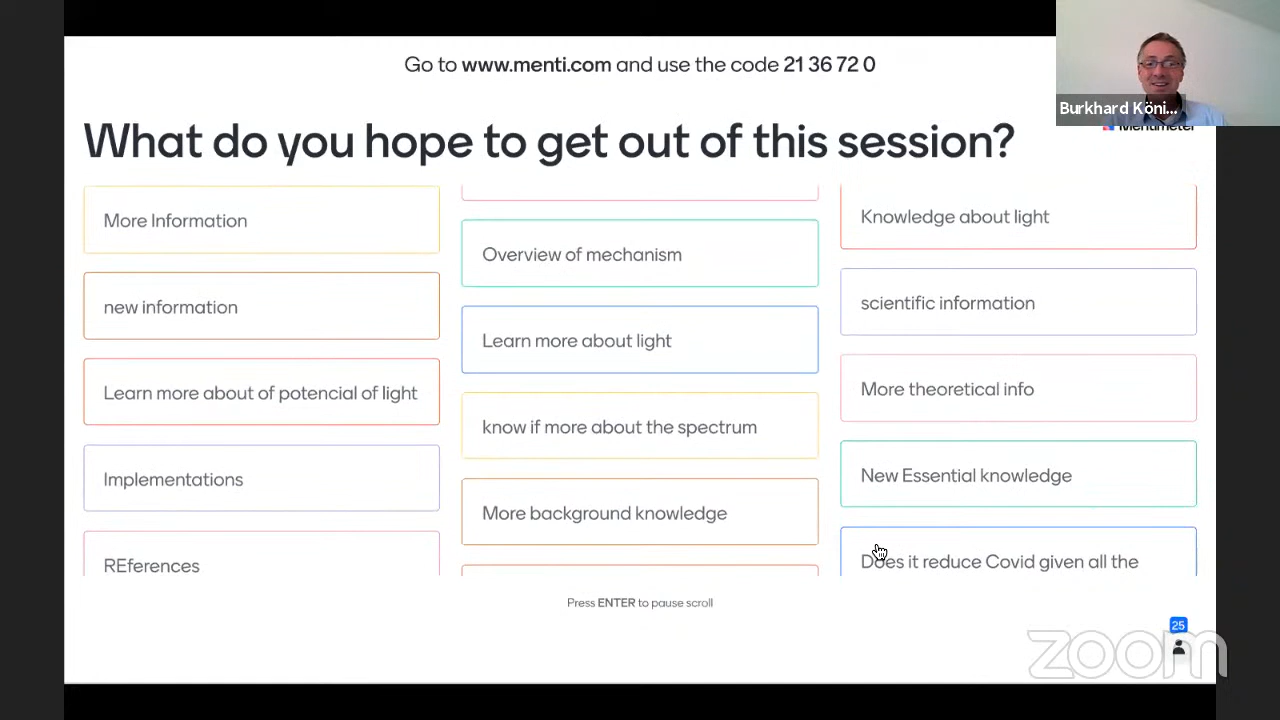 Go to www.menti.com and use the code 21 36 72 0
Burkhard Köni...
Mentimeter
What do you hope to get out of this session?
More Information
new information
Learn more about of potencial of light
Implementations
REferences
Overview of mechanism
Learn more about light
know if more about the spectrum
More background knowledge
Knowledge about light
scientific information
More theoretical info
New Essential knowledge
Does it reduce Covid given all the
Press ENTER to pause scroll
25
zoom